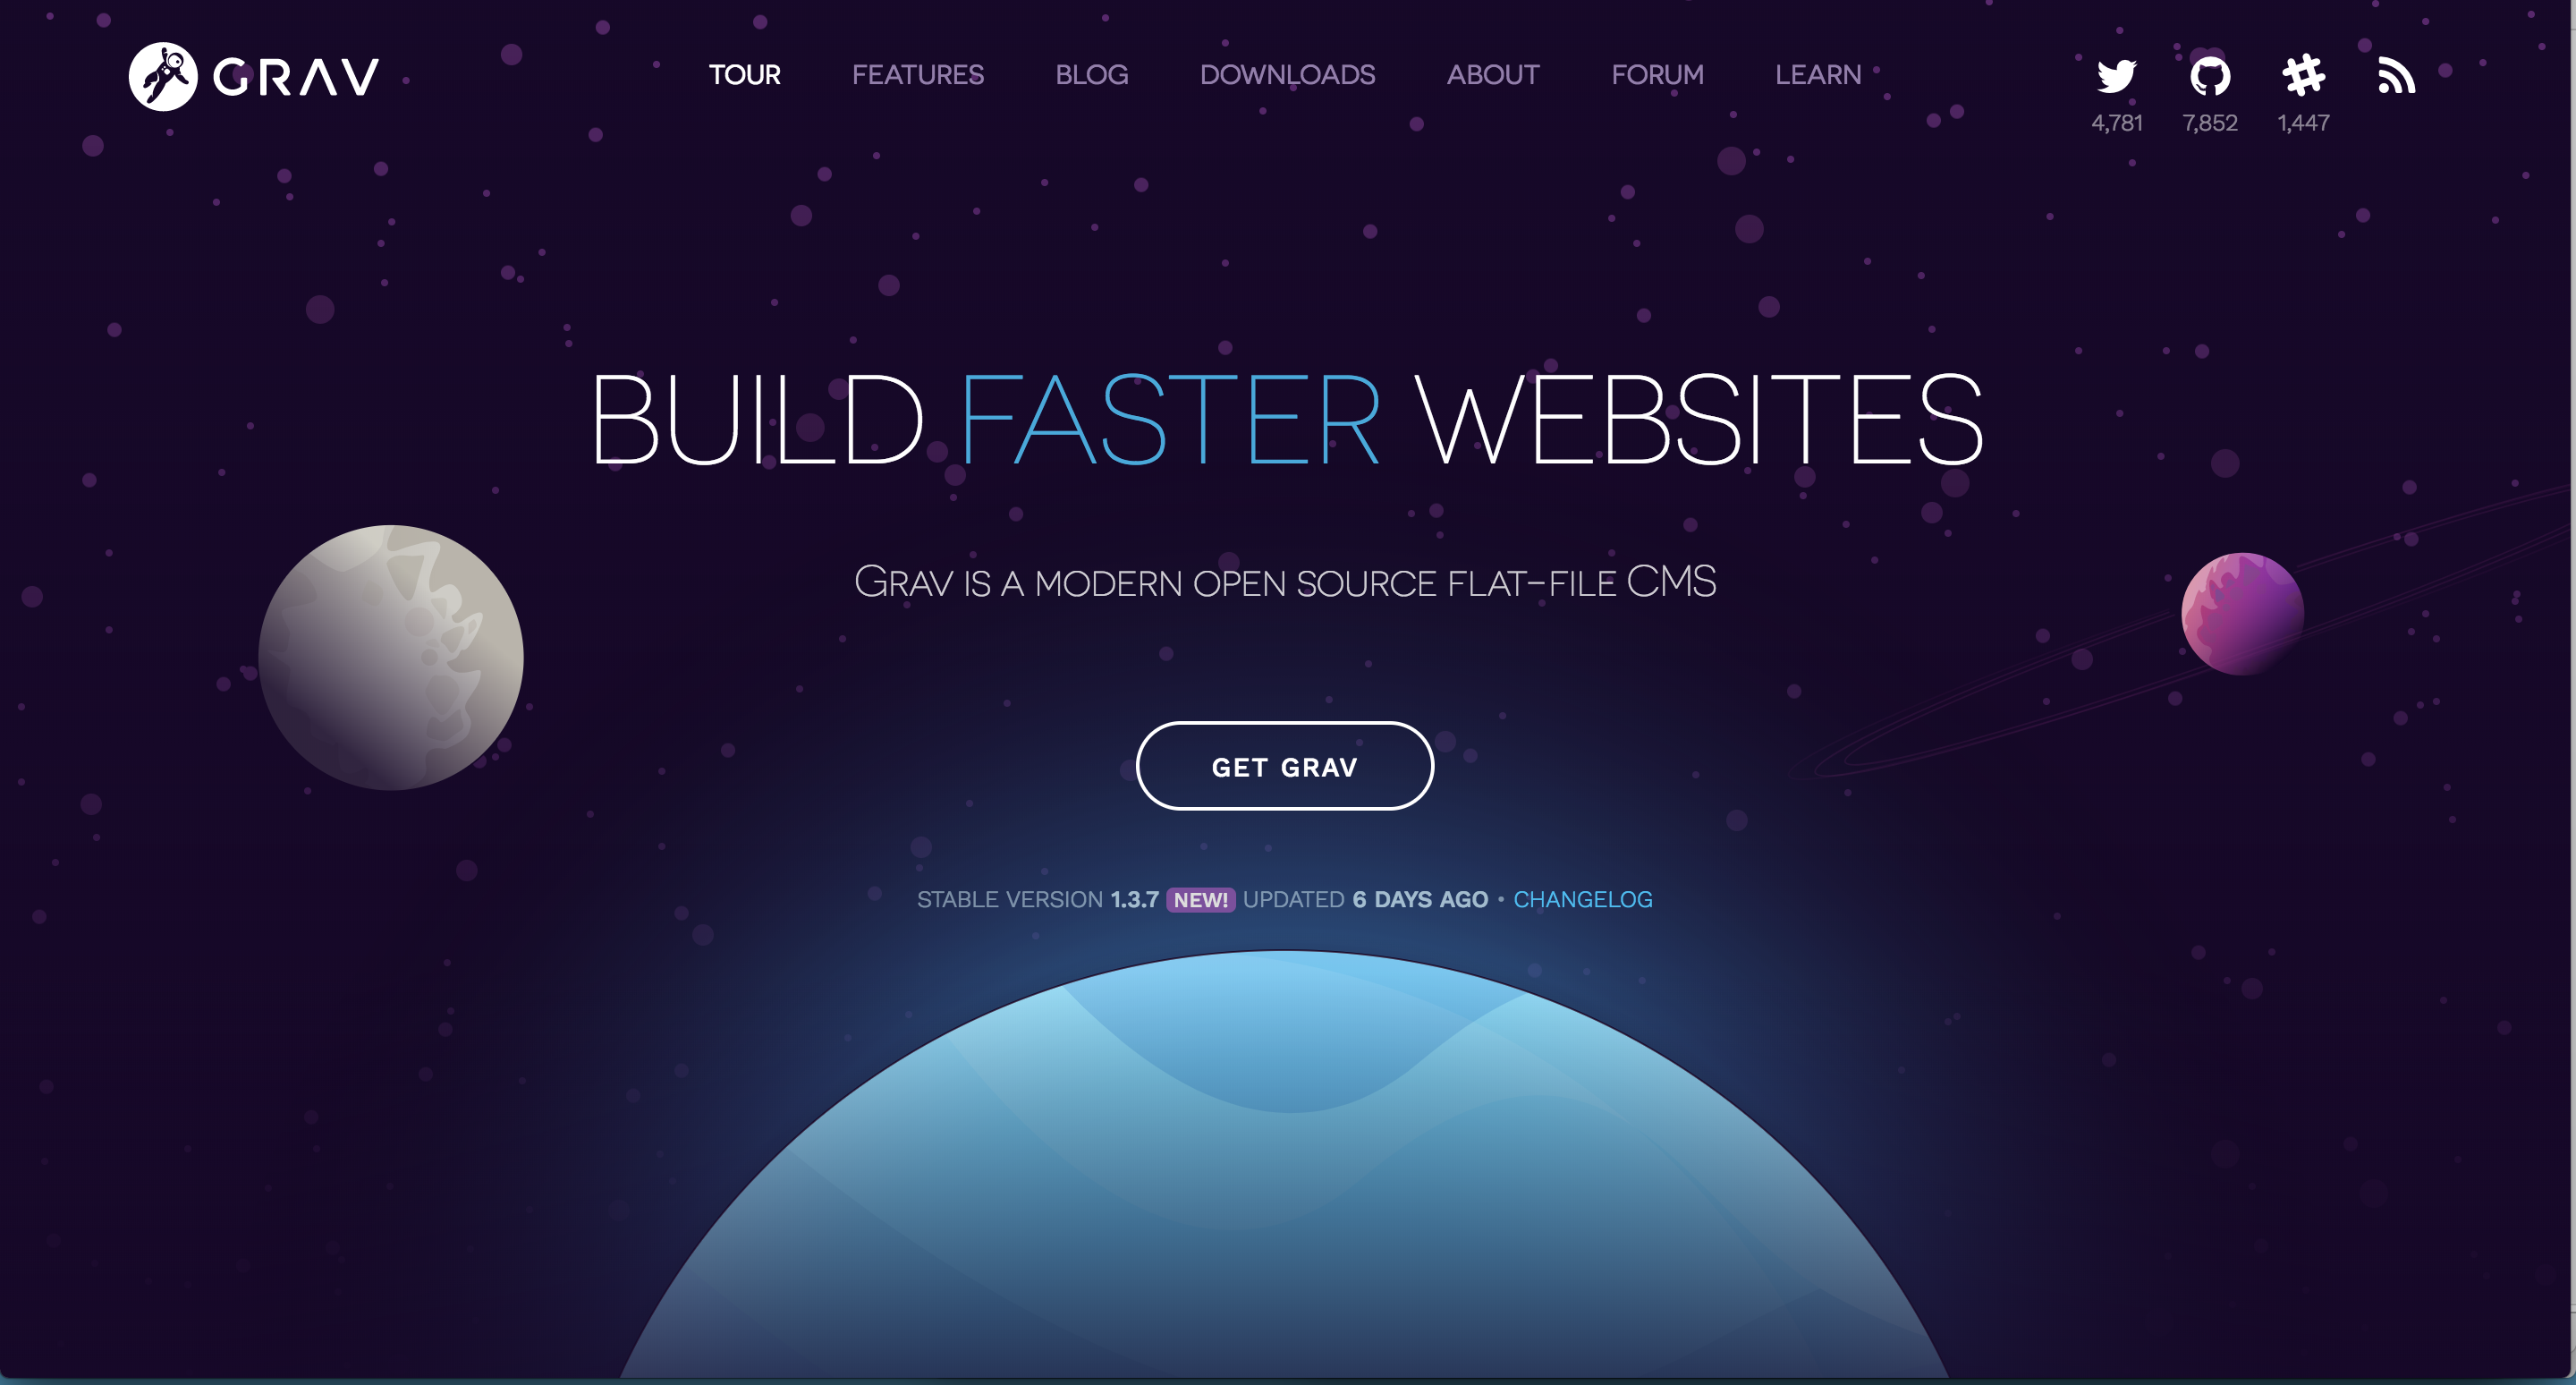 GRAV
TOUR FEATURES BLOG DOWNLOADS ABOUT FORUM LEARN
4,781 7,852 1,447
BUILD FASTER WEBSITES
GRAV IS A MODERN OPEN SOURCE FLAT-FILE CMS
GET GRAV
STABLE VERSION 1.3.7 NEW! UPDATED 6 DAYS AGO • CHANGELOG